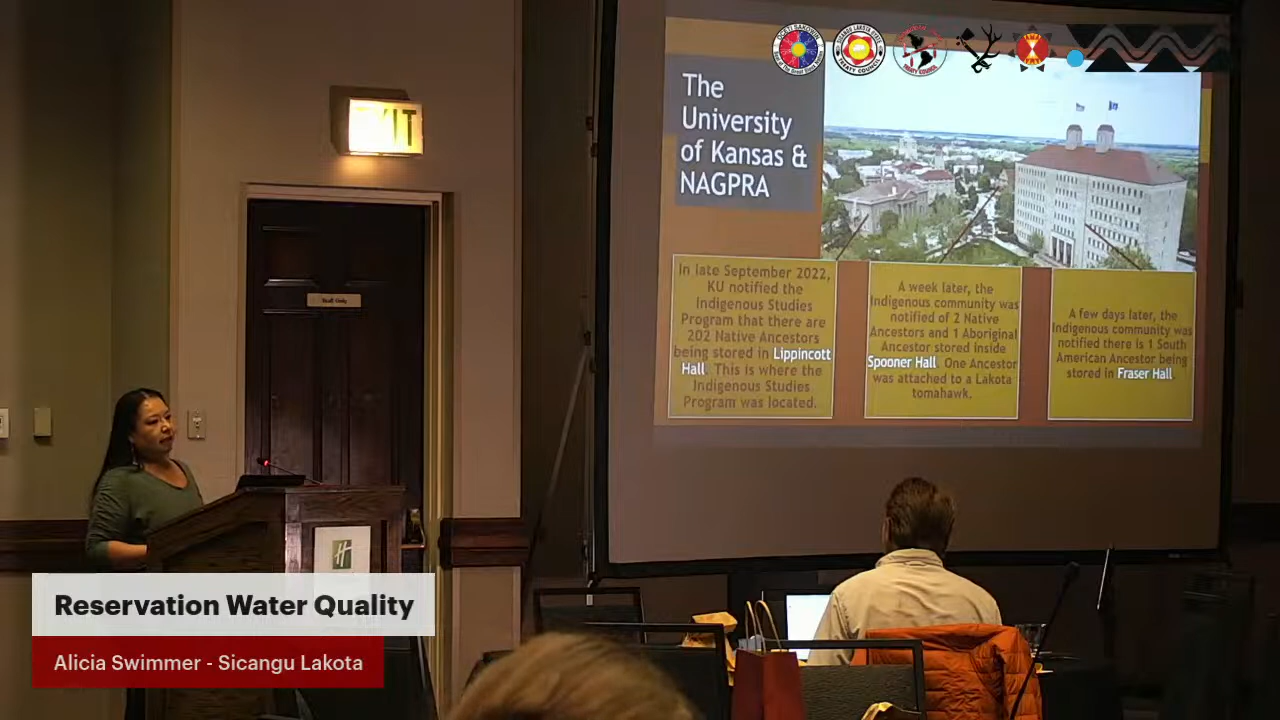 EXIT
Staff Only
TREATY COUNCIL
TREATY COUNCIL
The
University
of Kansas &
NAGPRA
In late September 2022,
KU notified the
Indigenous Studies
Program that there are
202 Native Ancestors
being stored in Lippincott
Hall. This is where the
Indigenous Studies
Program was located.
A week later, the
Indigenous community was
notified of 2 Native
Ancestors and 1 Aboriginal
Ancestor stored inside
Spooner Hall. One Ancestor
was attached to a Lakota
tomahawk.
A few days later, the
Indigenous community was
notified there is 1 South
American Ancestor being
stored in Fraser Hall
H
Reservation Water Quality
Alicia Swimmer - Sicangu Lakota